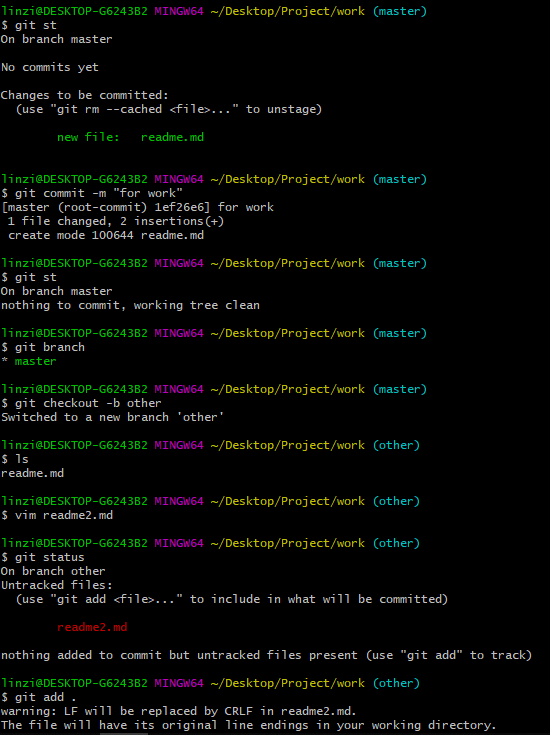 linzi@DESKTOP-G6243B2 MINGW64 ~/Desktop/Project/work (master)
$ git st
On branch master
No commits yet
Changes to be committed:
  (use "git rm --cached <file>..." to unstage)
        new file:   readme.md
linzi@DESKTOP-G6243B2 MINGW64 ~/Desktop/Project/work (master)
$ git commit -m "for work"
[master (root-commit) 1ef26e6] for work
 1 file changed, 2 insertions(+)
 create mode 100644 readme.md
linzi@DESKTOP-G6243B2 MINGW64 ~/Desktop/Project/work (master)
$ git st
On branch master
nothing to commit, working tree clean
linzi@DESKTOP-G6243B2 MINGW64 ~/Desktop/Project/work (master)
$ git branch
* master
linzi@DESKTOP-G6243B2 MINGW64 ~/Desktop/Project/work (master)
$ git checkout -b other
Switched to a new branch 'other'
linzi@DESKTOP-G6243B2 MINGW64 ~/Desktop/Project/work (other)
$ ls
readme.md
linzi@DESKTOP-G6243B2 MINGW64 ~/Desktop/Project/work (other)
$ vim readme2.md
linzi@DESKTOP-G6243B2 MINGW64 ~/Desktop/Project/work (other)
$ git status
On branch other
Untracked files:
  (use "git add <file>..." to include in what will be committed)
        readme2.md
nothing added to commit but untracked files present (use "git add" to track)
linzi@DESKTOP-G6243B2 MINGW64 ~/Desktop/Project/work (other)
$ git add .
warning: LF will be replaced by CRLF in readme2.md.
The file will have its original line endings in your working directory.